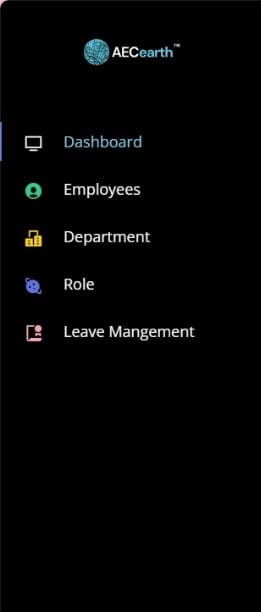 AECearth™
Dashboard
Employees
Department
Role
Leave Mangement